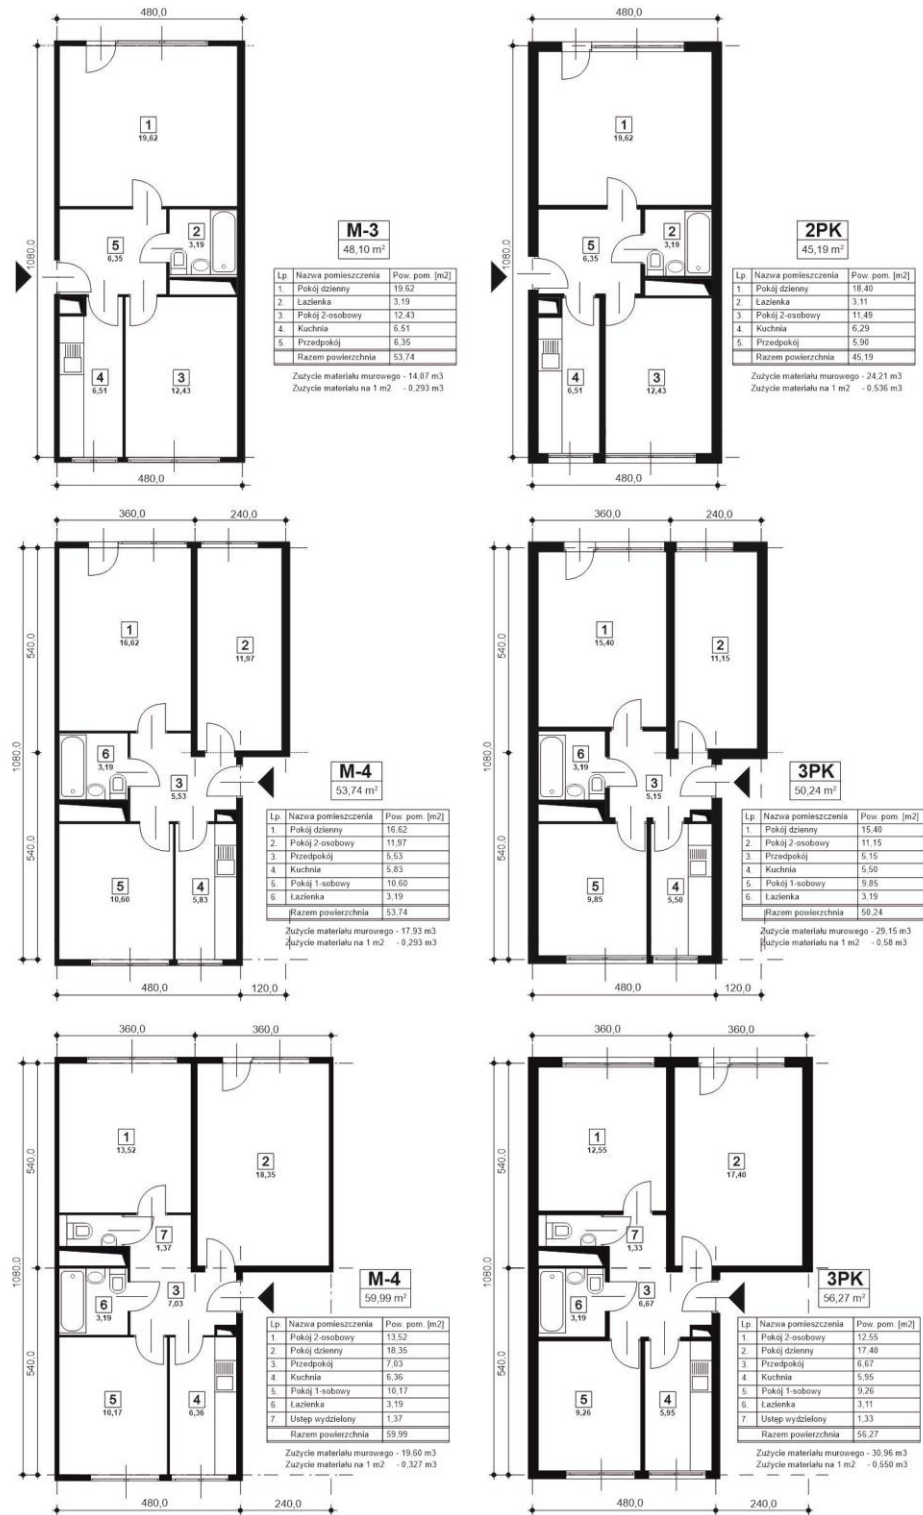 480,0
1080,0
1
19,62
2
3,19
5
6,35
4
6,51
3
12,43
480,0
M-3
48,10 m²
Lp. Nazwa pomieszczenia Pow. pom. [m2]
1. Pokój dzienny 19,62
2. Łazienka 3,19
3. Pokój 2-osobowy 12,43
4. Kuchnia 6,51
5. Przedpokój 6,35
Razem powierzchnia 53,74
Zużycie materiału murowego - 14,07 m3
Zużycie materiału na 1 m2 - 0,293 m3
480,0
1080,0
1
19,62
2
3,19
5
6,35
4
6,51
3
12,43
480,0
2PK
45,19 m²
Lp. Nazwa pomieszczenia Pow. pom. [m2]
1. Pokój dzienny 18,40
2. Łazienka 3,11
3. Pokój 2-osobowy 11,49
4. Kuchnia 6,29
5. Przedpokój 5,90
Razem powierzchnia 45,19
Zużycie materiału murowego - 24,21 m3
Zużycie materiału na 1 m2 - 0,536 m3
360,0 240,0
540,0
1080,0
540,0
1
16,62
2
11,97
6
3,19
3
5,53
5
10,60
4
5,83
480,0 120,0
M-4
53,74 m²
Lp. Nazwa pomieszczenia Pow. pom. [m2]
1. Pokój dzienny 16,62
2. Pokój 2-osobowy 11,97
3. Przedpokój 5,53
4. Kuchnia 5,83
5. Pokój 1-sobowy 10,60
6. Łazienka 3,19
Razem powierzchnia 53,74
Zużycie materiału murowego - 17,93 m3
Zużycie materiału na 1 m2 - 0,293 m3
360,0 240,0
540,0
1080,0
540,0
1
15,40
2
11,15
6
3,19
3
5,15
5
9,85
4
5,50
480,0 120,0
3PK
50,24 m²
Lp. Nazwa pomieszczenia Pow. pom. [m2]
1. Pokój dzienny 15,40
2. Pokój 2-osobowy 11,15
3. Przedpokój 5,15
4. Kuchnia 5,50
5. Pokój 1-sobowy 9,85
6. Łazienka 3,19
Razem powierzchnia 50,24
Zużycie materiału murowego - 29,15 m3
Zużycie materiału na 1 m2 - 0,58 m3
360,0 360,0
540,0
1080,0
540,0
1
13,52
2
18,35
7
1,37
3
7,03
6
3,19
5
10,17
4
6,36
480,0 240,0
M-4
59,99 m²
Lp. Nazwa pomieszczenia Pow. pom. [m2]
1. Pokój 2-osobowy 13,52
2. Pokój dzienny 18,35
3. Przedpokój 7,03
4. Kuchnia 6,36
5. Pokój 1-sobowy 10,17
6. Łazienka 3,19
7. Ustęp wydzielony 1,37
Razem powierzchnia 59,99
Zużycie materiału murowego - 19,60 m3
Zużycie materiału na 1 m2 - 0,327 m3
360,0 360,0
540,0
1080,0
540,0
1
12,55
2
17,40
7
1,33
3
6,67
6
3,19
5
9,26
4
5,95
480,0 240,0
3PK
56,27 m²
Lp. Nazwa pomieszczenia Pow. pom. [m2]
1. Pokój 2-osobowy 12,55
2. Pokój dzienny 17,40
3. Przedpokój 6,67
4. Kuchnia 5,95
5. Pokój 1-sobowy 9,26
6. Łazienka 3,11
7. Ustęp wydzielony 1,33
Razem powierzchnia 56,27
Zużycie materiału murowego - 30,96 m3
Zużycie materiału na 1 m2 - 0,550 m3